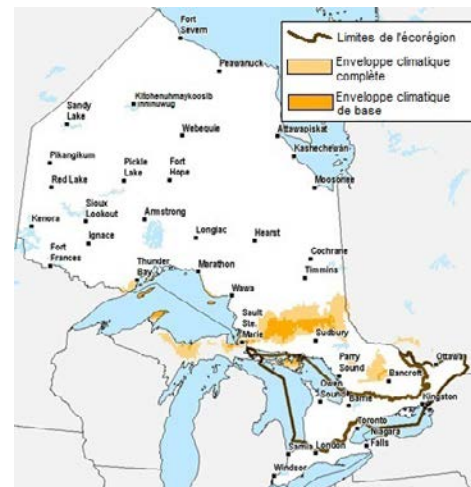 Limites de l'écorégion
Enveloppe climatique
complète
Enveloppe climatique
de base
Fort
Severn
Peawanuck
Kitchenuhmaykoosib
Inninuwug
Sandy
Lake
Webequie
Attawapiskat
Kashechewan
Pikangikum
Pickle
Lake
Fort
Hope
Red Lake
Moosonee
Sioux
Lookout
Armstrong
Kenora
Ignace
Longlac
Hearst
Fort
Frances
Cochrane
Thunder
Bay
Marathon
Timmins
Wawa
Sault
Ste.
Marie
Sudbury
Parry
Sound
Ottawa
Bancroft
Owen
Sound
Barrie
Kingston
Toronto
Niagara
Falls
Sarnia
London
Windsor